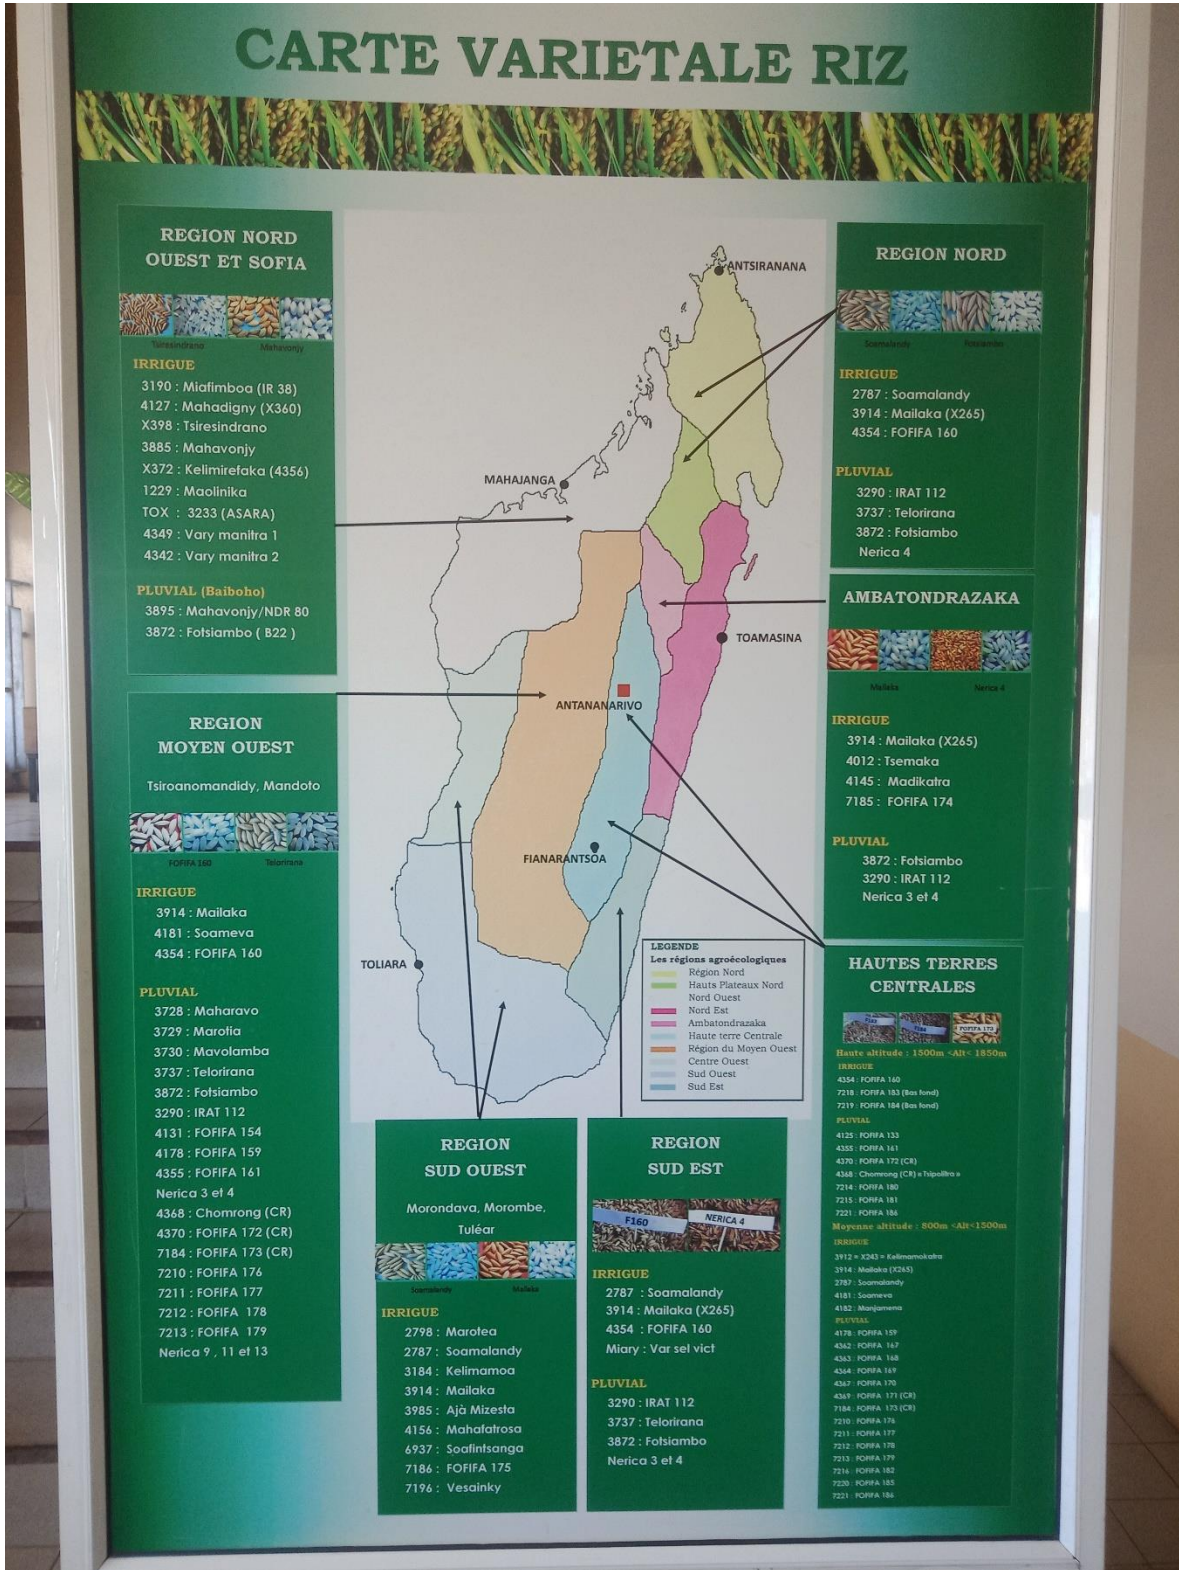 CARTE VARIETALE RIZ
REGION NORD
OUEST ET SOFIA
Tsiresindrano Mahavonjy
IRRIGUE
3190 : Miafimboa (IR 38)
4127 : Mahadigny (X360)
X398 : Tsiresindrano
3885 : Mahavonjy
X372 : Kelimirefaka (4356)
1229 : Maolinika
TOX : 3233 (ASARA)
4349 : Vary manitra 1
4342 : Vary manitra 2
PLUVIAL (Baiboho)
3895 : Mahavonjy/NDR 80
3872 : Fotsiambo ( B22 )
REGION
MOYEN OUEST
Tsiroanomandidy, Mandoto
FOFIFA 160 Telorirana
IRRIGUE
3914 : Mailaka
4181 : Soameva
4354 : FOFIFA 160
PLUVIAL
3728 : Maharavo
3729 : Marotia
3730 : Mavolamba
3737 : Telorirana
3872 : Fotsiambo
3290 : IRAT 112
4131 : FOFIFA 154
4178 : FOFIFA 159
4355 : FOFIFA 161
Nerica 3 et 4
4368 : Chomrong (CR)
4370 : FOFIFA 172 (CR)
7184 : FOFIFA 173 (CR)
7210 : FOFIFA 176
7211 : FOFIFA 177
7212 : FOFIFA 178
7213 : FOFIFA 179
Nerica 9 , 11 et 13
ANTSIRANANA
MAHAJANGA
TOAMASINA
ANTANANARIVO
FIANARANTSOA
TOLIARA
LEGENDE
Les régions agroécologiques
Région Nord
Hauts Plateaux Nord
Nord Ouest
Nord Est
Ambatondrazaka
Haute terre Centrale
Région du Moyen Ouest
Centre Ouest
Sud Ouest
Sud Est
REGION
SUD OUEST
Morondava, Morombe,
Tuléar
Soamalandy Mailaka
IRRIGUE
2798 : Marotea
2787 : Soamalandy
3184 : Kelimamoa
3914 : Mailaka
3985 : Ajà Mizesta
4156 : Mahafatrosa
6937 : Soafintsanga
7186 : FOFIFA 175
7196 : Vesainky
REGION
SUD EST
F160 NERICA 4
IRRIGUE
2787 : Soamalandy
3914 : Mailaka (X265)
4354 : FOFIFA 160
Miary : Var sel vict
PLUVIAL
3290 : IRAT 112
3737 : Telorirana
3872 : Fotsiambo
Nerica 3 et 4
REGION NORD
Soamalandy Fotsiambo
IRRIGUE
2787 : Soamalandy
3914 : Mailaka (X265)
4354 : FOFIFA 160
PLUVIAL
3290 : IRAT 112
3737 : Telorirana
3872 : Fotsiambo
Nerica 4
AMBATONDRAZAKA
Mailaka Nerica 4
IRRIGUE
3914 : Mailaka (X265)
4012 : Tsemaka
4145 : Madikatra
7185 : FOFIFA 174
PLUVIAL
3872 : Fotsiambo
3290 : IRAT 112
Nerica 3 et 4
HAUTES TERRES
CENTRALES
FOFIFA 173
Haute altitude : 1500m <Alt< 1850m
IRRIGUE
4354 : FOFIFA 160
7218 : FOFIFA 183 (Bas fond)
7219 : FOFIFA 184 (Bas fond)
PLUVIAL
4125 : FOFIFA 133
4355 : FOFIFA 161
4370 : FOFIFA 172 (CR)
4368 : Chomrong (CR) « Tsipolitra »
7214 : FOFIFA 180
7215 : FOFIFA 181
7221 : FOFIFA 186
Moyenne altitude : 800m <Alt<1500m
IRRIGUE
3912 = X243 = Kelimamokatra
3914 : Mailaka (X265)
2787 : Soamalandy
4181 : Soameva
4182 : Manjamena
PLUVIAL
4178 : FOFIFA 159
4362 : FOFIFA 167
4363 : FOFIFA 168
4364 : FOFIFA 169
4367 : FOFIFA 170
4369 : FOFIFA 171 (CR)
7184 : FOFIFA 173 (CR)
7210 : FOFIFA 176
7211 : FOFIFA 177
7212 : FOFIFA 178
7213 : FOFIFA 179
7216 : FOFIFA 182
7220 : FOFIFA 185
7221 : FOFIFA 186